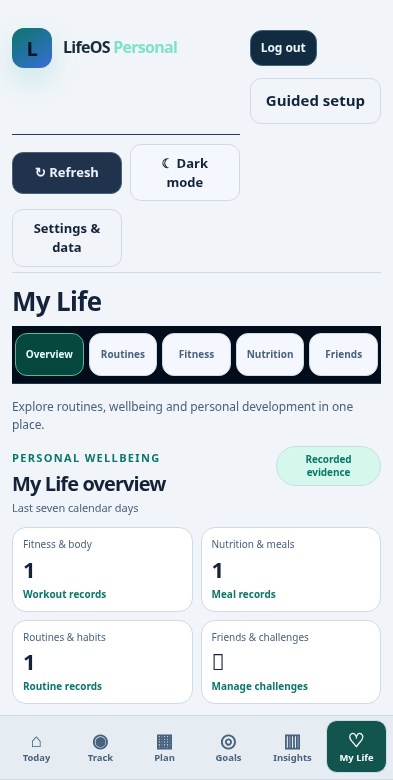 L LifeOS Personal
Log out
Guided setup
↻ Refresh
☾ Dark
mode
Settings &
data
My Life
Overview Routines Fitness Nutrition Friends
Explore routines, wellbeing and personal development in one
place.
PERSONAL WELLBEING
Recorded
evidence
My Life overview
Last seven calendar days
Fitness & body
1
Workout records
Nutrition & meals
1
Meal records
Routines & habits
1
Routine records
Friends & challenges
Manage challenges
Today Track Plan Goals Insights My Life